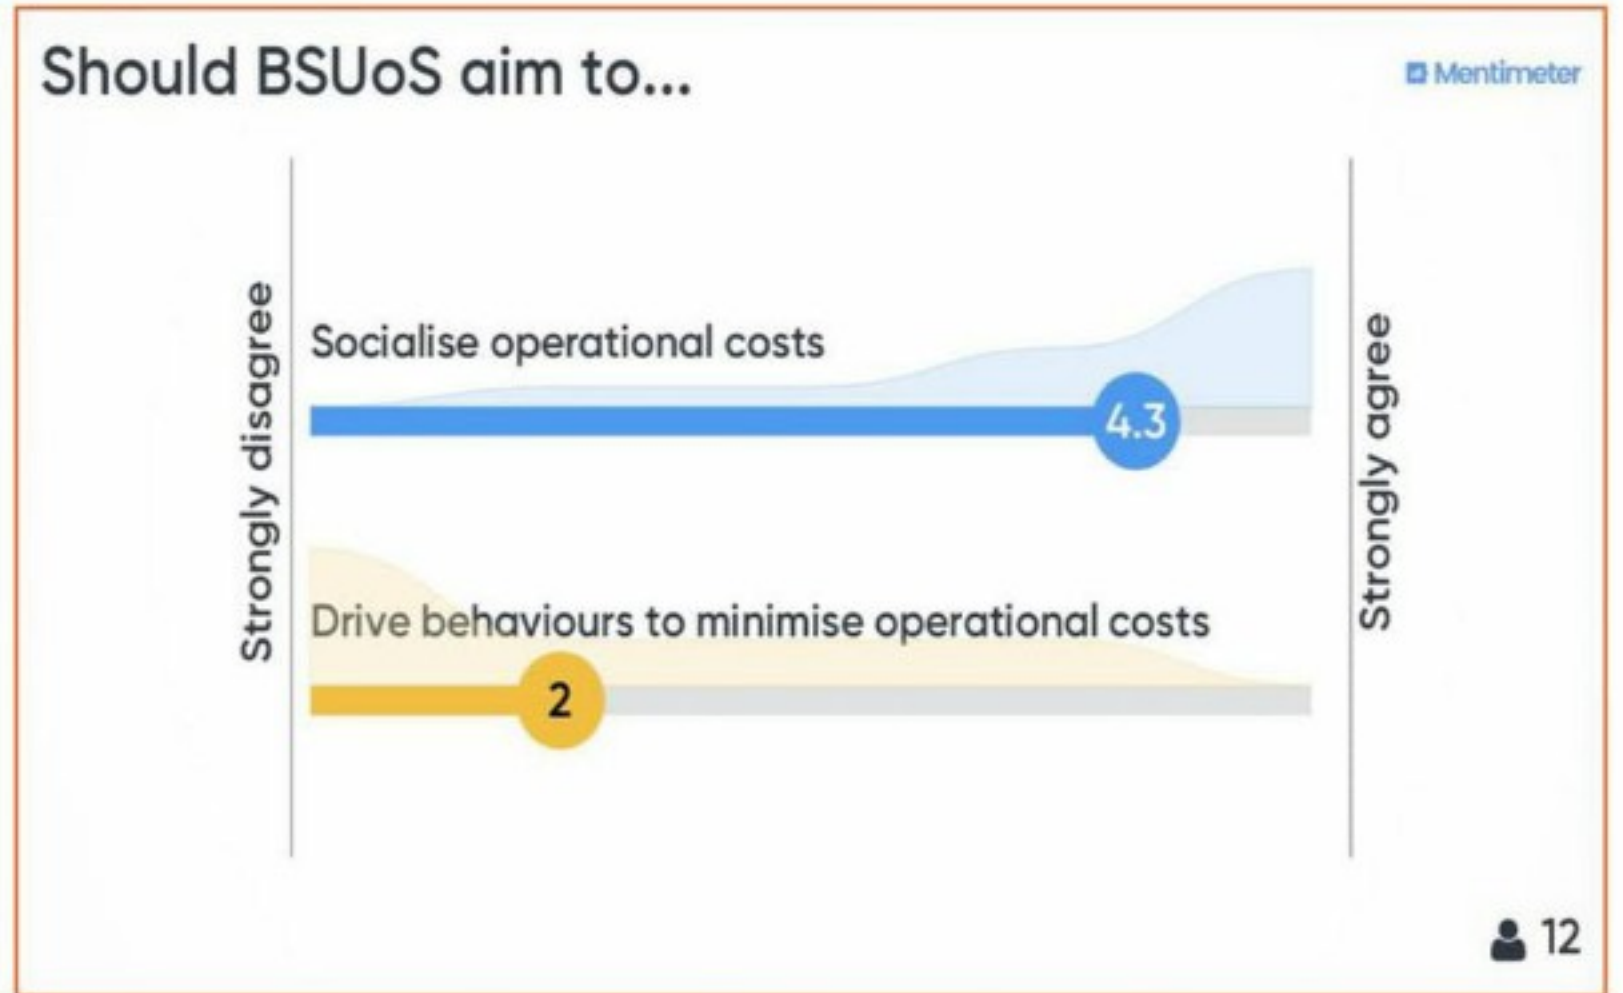 Should BSUoS aim to...
Mentimeter
Strongly disagree
Socialise operational costs
4.3
Drive behaviours to minimise operational costs
2
Strongly agree
12